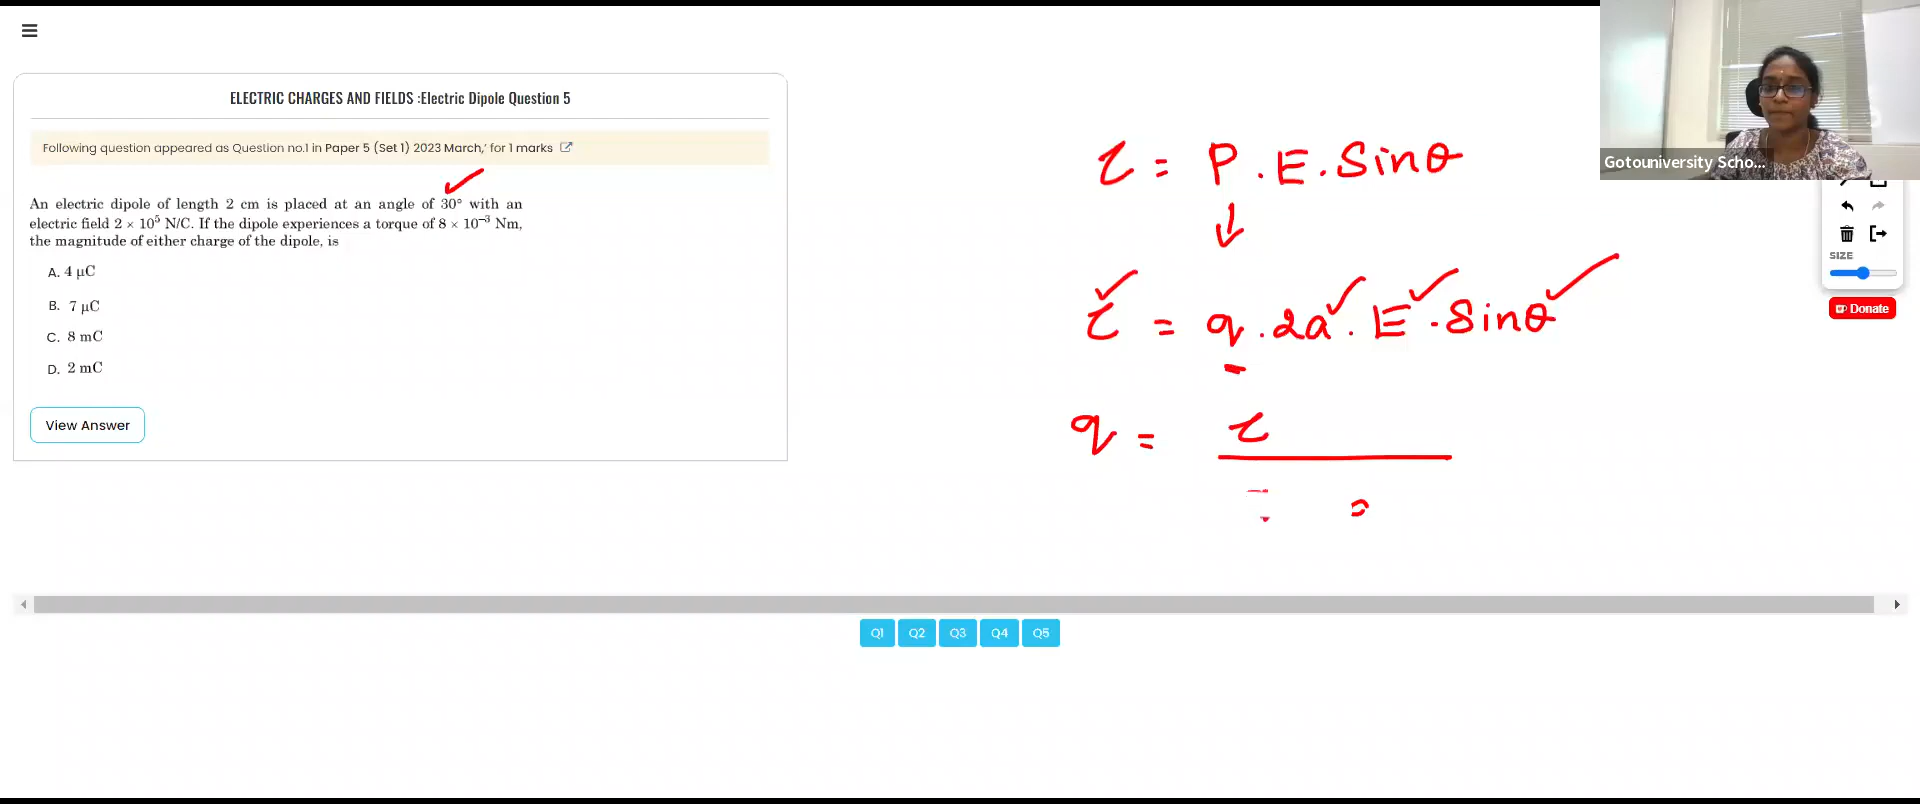 ELECTRIC CHARGES AND FIELDS :Electric Dipole Question 5
Following question appeared as Question no.1 in Paper 5 (Set 1) 2023 March,' for 1 marks
An electric dipole of length 2 cm is placed at an angle of 30° with an
electric field 2 × 10⁵ N/C. If the dipole experiences a torque of 8 × 10⁻³ Nm,
the magnitude of either charge of the dipole, is
A. 4 μC
B. 7 μC
C. 8 mC
D. 2 mC
View Answer
τ = P . E . Sinθ
τ = q . 2a . E . Sinθ
q = τ
Gotouniversity Scho...
SIZE
Donate
Q1 Q2 Q3 Q4 Q5